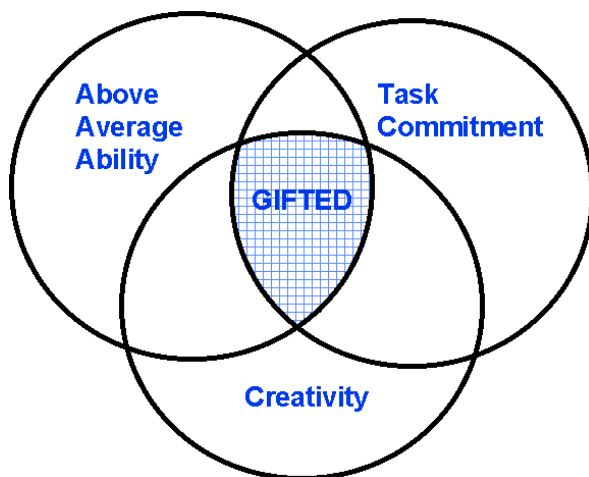 Above
Average
Ability
Task
Commitment
GIFTED
Creativity